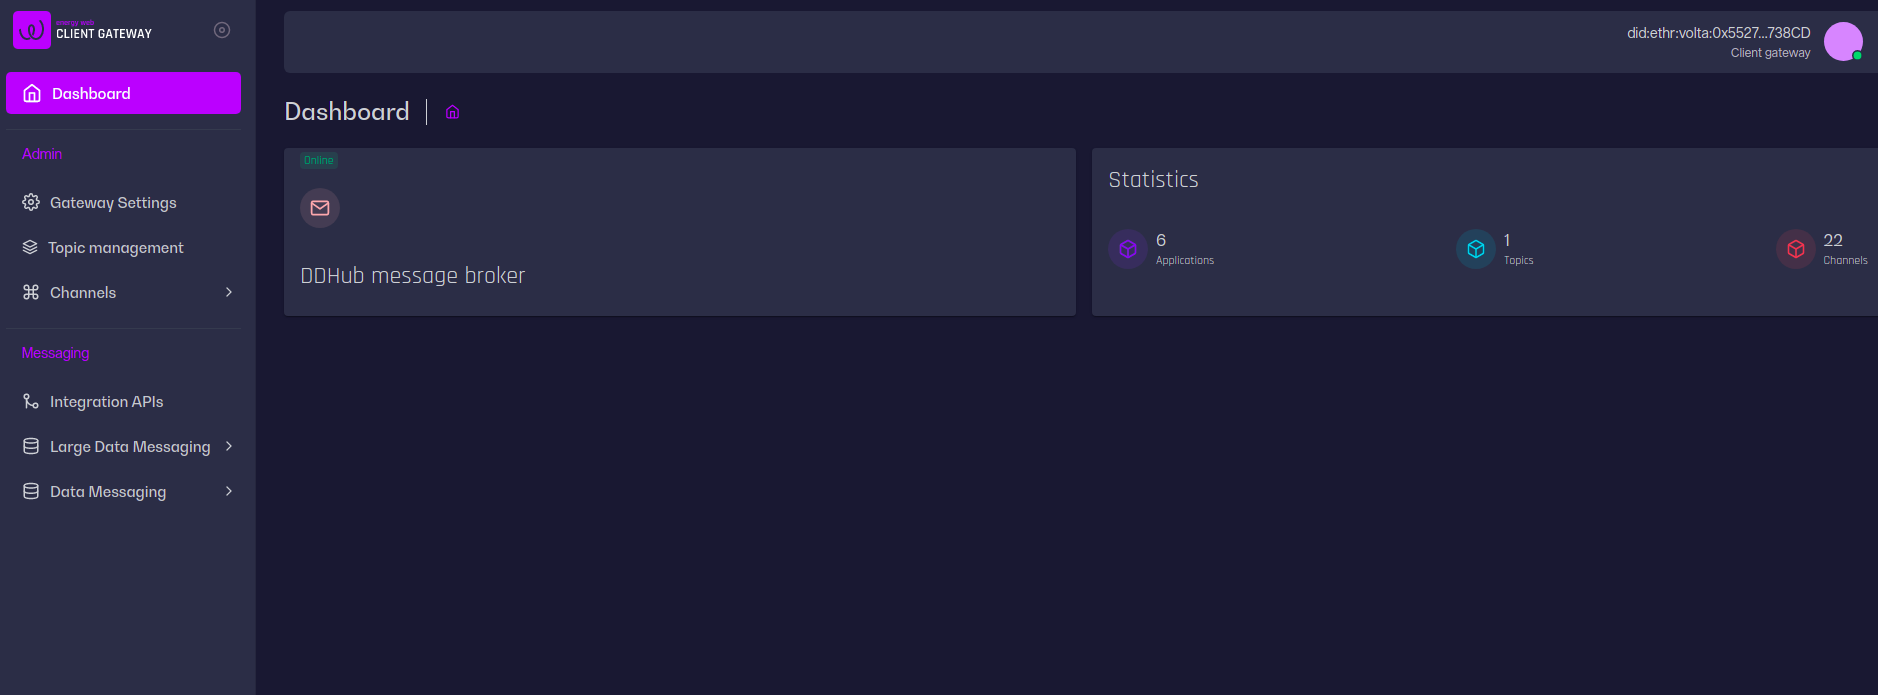 energy web
CLIENT GATEWAY
Dashboard
Admin
Gateway Settings
Topic management
Channels
Messaging
Integration APIs
Large Data Messaging
Data Messaging
did:ethr:volta:0x5527...738CD
Client gateway
Dashboard
Online
DDHub message broker
Statistics
6
Applications
1
Topics
22
Channels